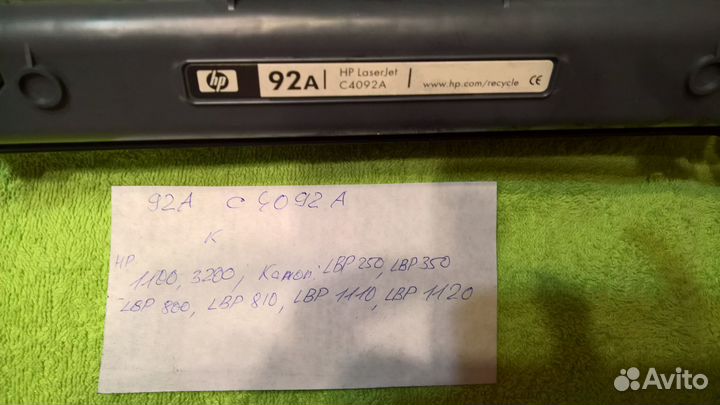 hp 92A HP LaserJet
C4092A www.hp.com/recycle CE
92A C4092A
К
HP
1100, 3200; Канон: LBP 250, LBP 350
LBP 800, LBP 810, LBP 1110, LBP 1120
Avito